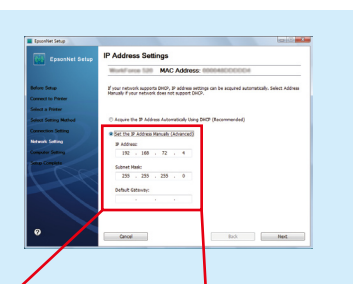 EpsonNet Setup
EpsonNet Setup
IP Address Settings
MAC Address:
Before Setup
If your network supports DHCP, IP address settings can be acquired automatically. Select Address
Manually if your network does not support DHCP.
Connect to Printer
Select a Printer
Select Setting Method
Acquire the IP Address Automatically Using DHCP (Recommended)
Connection Setting
Set the IP Address Manually (Advanced)
Network Setting
IP Address:
Computer Setting
192 . 168 . 72 . 4
Setup Complete
Subnet Mask:
255 . 255 . 255 . 0
Default Gateway:
. . .
?
Cancel
Back
Next